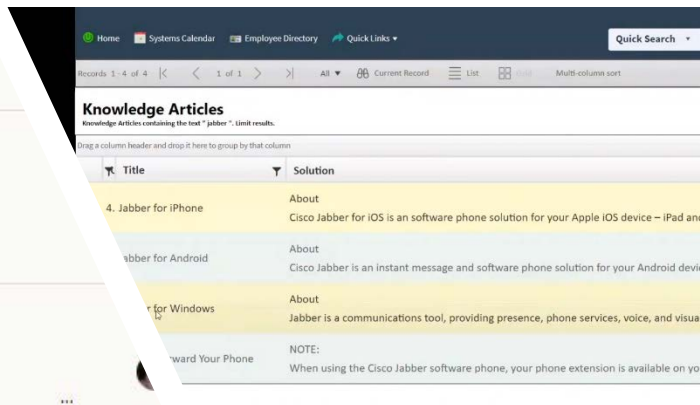 Home Systems Calendar Employee Directory Quick Links Quick Search
Records 1-4 of 4 1 of 1 All Current Record List Multi-column sort
Knowledge Articles
Knowledge Articles containing the text " jabber ". Limit results.
Drag a column header and drop it here to group by that column
Title Solution
4. Jabber for iPhone
About
Cisco Jabber for iOS is an software phone solution for your Apple iOS device – iPad and
abber for Android
About
Cisco Jabber is an instant message and software phone solution for your Android devi
r for Windows
About
Jabber is a communications tool, providing presence, phone services, voice, and visua
ward Your Phone
NOTE:
When using the Cisco Jabber software phone, your phone extension is available on yo
...